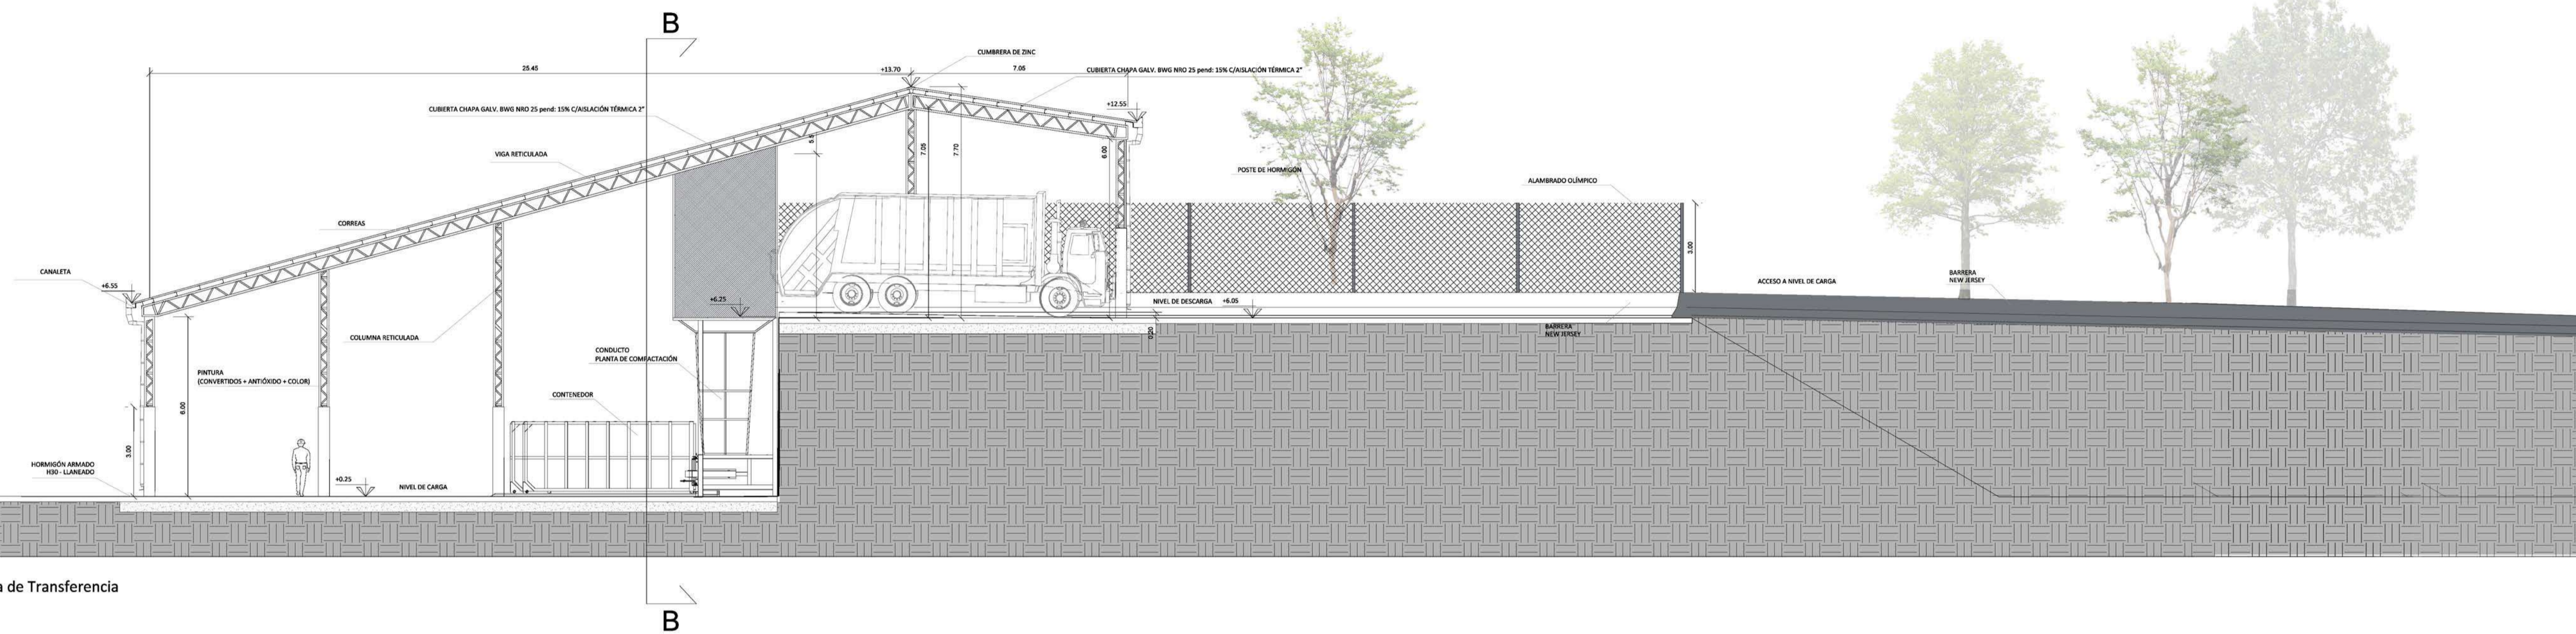 B
CUMBRERA DE ZINC
25.45
+13.70
7.05
CUBIERTA CHAPA GALV. BWG NRO 25 pend: 15% C/AISLACIÓN TÉRMICA 2"
+12.55
CUBIERTA CHAPA GALV. BWG NRO 25 pend: 15% C/AISLACIÓN TÉRMICA 2"
VIGA RETICULADA
7.05
7.70
6.00
POSTE DE HORMIGÓN
ALAMBRADO OLÍMPICO
CORREAS
3.00
CANALETA
+6.55
+6.25
NIVEL DE DESCARGA
+6.05
ACCESO A NIVEL DE CARGA
BARRERA
NEW JERSEY
BARRERA
NEW JERSEY
0.20
COLUMNA RETICULADA
CONDUCTO
PLANTA DE COMPACTACIÓN
PINTURA
(CONVERTIDOS + ANTIÓXIDO + COLOR)
6.00
CONTENEDOR
3.00
HORMIGÓN ARMADO
H30 - LLANEADO
+0.25
NIVEL DE CARGA
a de Transferencia
B